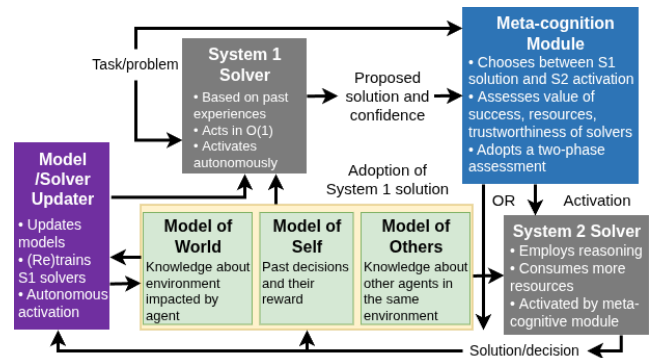 Task/problem
System 1
Solver
• Based on past
experiences
• Acts in O(1)
• Activates
autonomously
Proposed
solution and
confidence
Meta-cognition
Module
• Chooses between S1
solution and S2 activation
• Assesses value of
success, resources,
trustworthiness of solvers
• Adopts a two-phase
assessment
Model
/Solver
Updater
• Updates
models
• (Re)trains
S1 solvers
• Autonomous
activation
Adoption of
System 1 solution
OR
Activation
Model of
World
Knowledge about
environment
impacted by
agent
Model of
Self
Past decisions
and their
reward
Model of
Others
Knowledge about
other agents in
the same
environment
System 2 Solver
• Employs reasoning
• Consumes more
resources
• Activated by meta-
cognitive module
Solution/decision